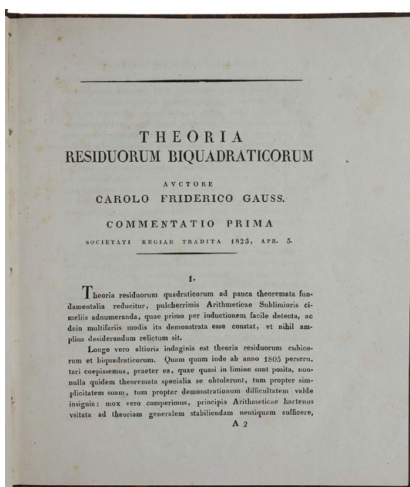 THEORIA
RESIDUORUM BIQUADRATICORUM
AVCTORE
CAROLO FRIDERICO GAUSS.
COMMENTATIO PRIMA
SOCIETATI REGIAE TRADITA 1825, APR. 5.
1.
Theoria residuorum quadraticorum ad pauca theoremata fun-
damentalia reducitur, pulcherrimis Arithmeticae Sublimioris ci-
meliis adnumeranda, quae primo per inductionem facile detecta, ac
dein multifariis modis ita demonstrata esse constat, vt nihil am-
plius desiderandum relictum sit.
Longe vero altioris indaginis est theoria residuorum cubico-
rum et biquadraticorum. Quam quum inde ab anno 1805 perscru-
tari coepissemus, praeter ea, quae quasi in limine sunt posita, non-
nulla quidem theoremata specialia se obtulerunt, tum propter sim-
plicitatem suam, tum propter demonstrationum difficultatem valde
insignia: mox vero comperimus, principia Arithmeticae hactenus
vsitata ad theoriam generalem stabiliendam neutiquam sufficere,
A 2